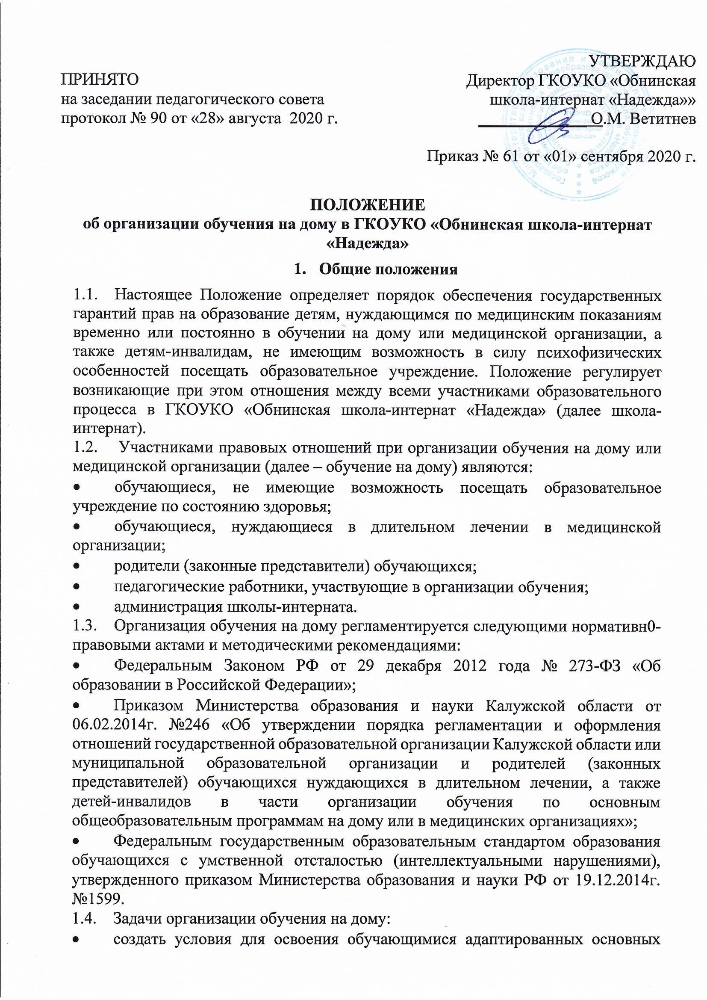 УТВЕРЖДАЮ
ПРИНЯТО
Директор ГКОУКО «Обнинская
на заседании педагогического совета
школа-интернат «Надежда»»
протокол № 90 от «28» августа 2020 г.
О.М. Ветитнев
Приказ № 61 от «01» сентября 2020 г.
ПОЛОЖЕНИЕ
об организации обучения на дому в ГКОУКО «Обнинская школа-интернат
«Надежда»
1. Общие положения
1.1. Настоящее Положение определяет порядок обеспечения государственных
гарантий прав на образование детям, нуждающимся по медицинским показаниям
временно или постоянно в обучении на дому или медицинской организации, а
также детям-инвалидам, не имеющим возможность в силу психофизических
особенностей посещать образовательное учреждение. Положение регулирует
возникающие при этом отношения между всеми участниками образовательного
процесса в ГКОУКО «Обнинская школа-интернат «Надежда» (далее школа-
интернат).
1.2. Участниками правовых отношений при организации обучения на дому или
медицинской организации (далее – обучение на дому) являются:
• обучающиеся, не имеющие возможность посещать образовательное
учреждение по состоянию здоровья;
• обучающиеся, нуждающиеся в длительном лечении в медицинской
организации;
• родители (законные представители) обучающихся;
• педагогические работники, участвующие в организации обучения;
• администрация школы-интерната.
1.3. Организация обучения на дому регламентируется следующими нормативн0-
правовыми актами и методическими рекомендациями:
• Федеральным Законом РФ от 29 декабря 2012 года № 273-ФЗ «Об
образовании в Российской Федерации»;
• Приказом Министерства образования и науки Калужской области от
06.02.2014г. №246 «Об утверждении порядка регламентации и оформления
отношений государственной образовательной организации Калужской области или
муниципальной образовательной организации и родителей (законных
представителей) обучающихся нуждающихся в длительном лечении, а также
детей-инвалидов в части организации обучения по основным
общеобразовательным программам на дому или в медицинских организациях»;
• Федеральным государственным образовательным стандартом образования
обучающихся с умственной отсталостью (интеллектуальными нарушениями),
утвержденного приказом Министерства образования и науки РФ от 19.12.2014г.
№1599.
1.4. Задачи организации обучения на дому:
• создать условия для освоения обучающимися адаптированных основных